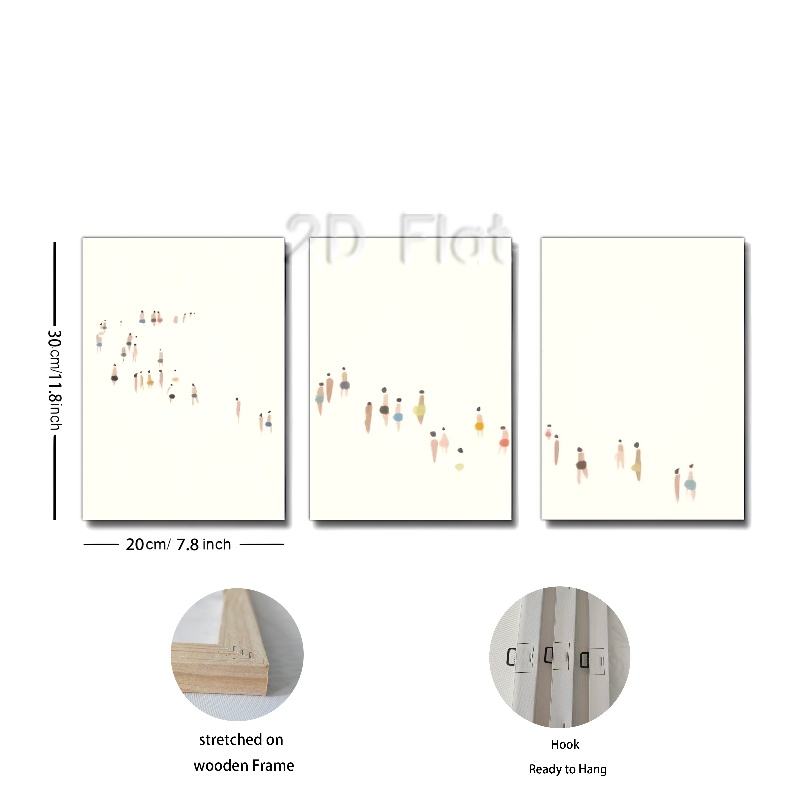 2D Flat
30cm/11.8inch
20cm/ 7.8 inch
stretched on
wooden Frame
Hook
Ready to Hang